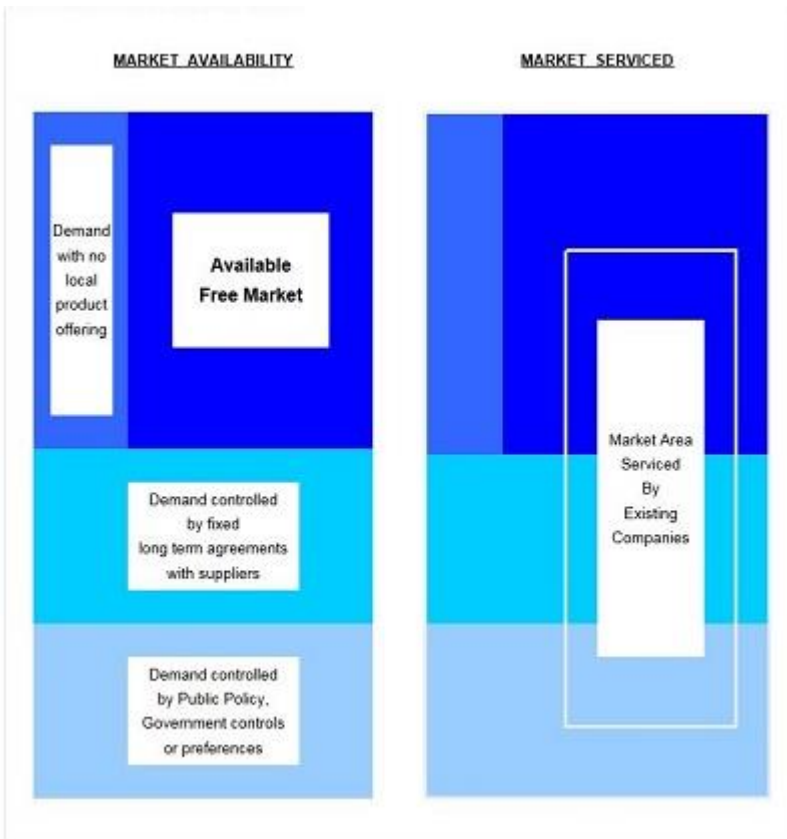 MARKET AVAILABILITY
Demand
with no
local
product
offering
Available
Free Market
Demand controlled
by fixed
long term agreements
with suppliers
Demand controlled
by Public Policy,
Government controls
or preferences
MARKET SERVICED
Market Area
Serviced
By
Existing
Companies